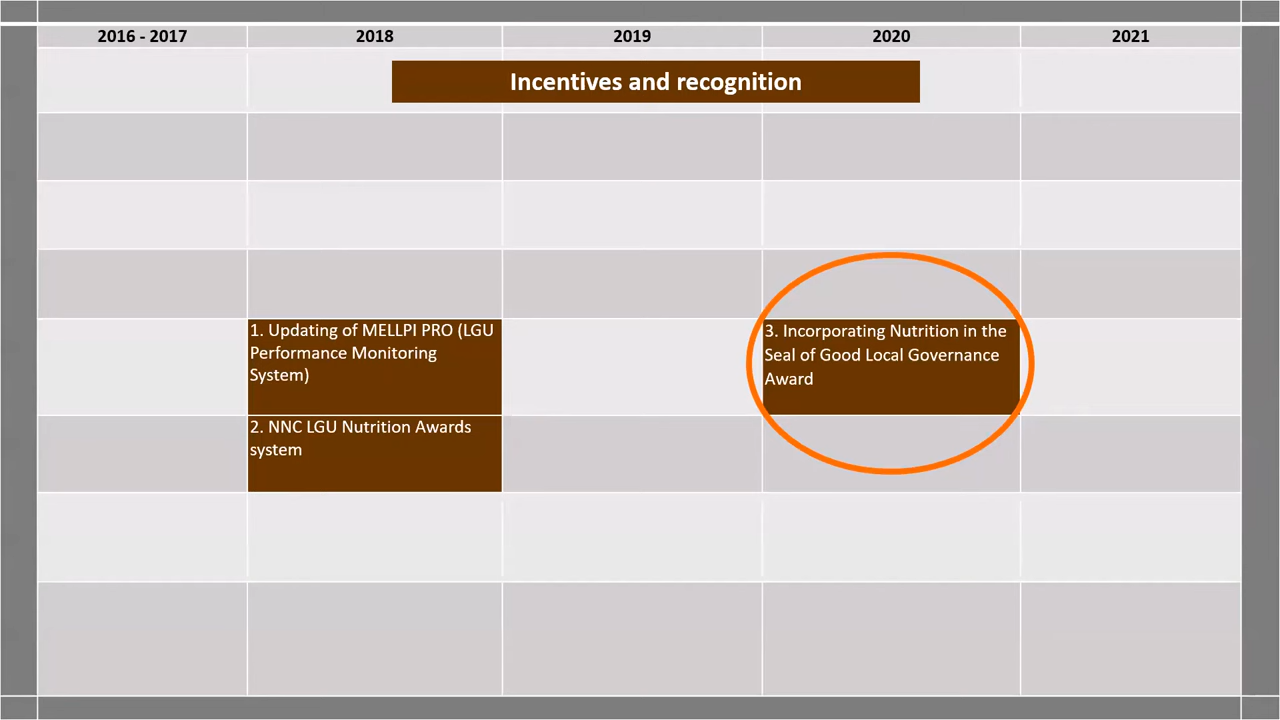 2016 - 2017
2018
2019
2020
2021
Incentives and recognition
1. Updating of MELLPI PRO (LGU
Performance Monitoring
System)
3. Incorporating Nutrition in the
Seal of Good Local Governance
Award
2. NNC LGU Nutrition Awards
system